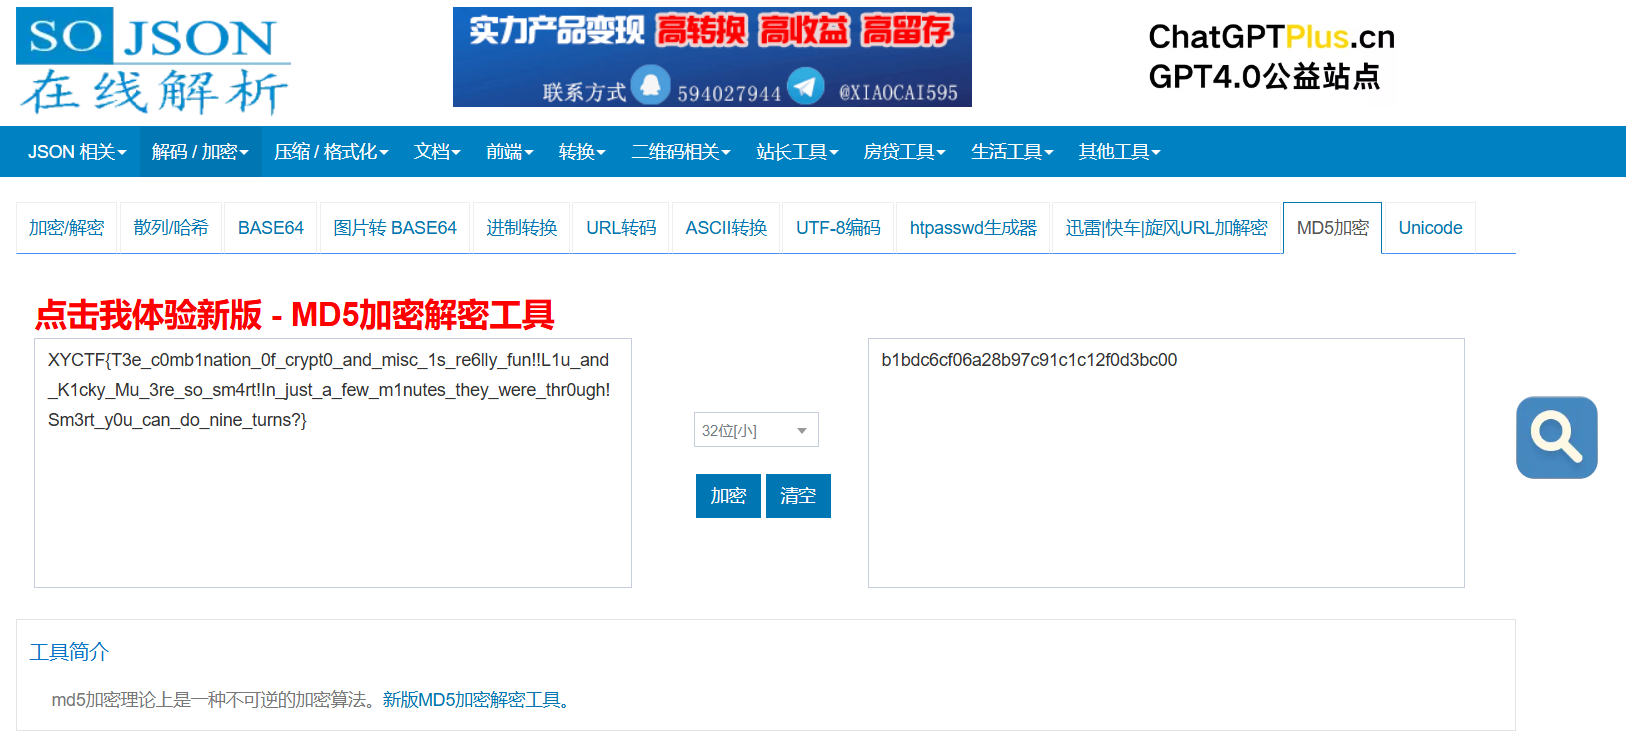 SO JSON
在线解析
实力产品变现 高转换 高收益 高留存
联系方式 594027944 @XIAOCAI595
ChatGPTPlus.cn
GPT4.0公益站点
JSON 相关 解码 / 加密 压缩 / 格式化 文档 前端 转换 二维码相关 站长工具 房贷工具 生活工具 其他工具
加密/解密 散列/哈希 BASE64 图片转 BASE64 进制转换 URL转码 ASCII转换 UTF-8编码 htpasswd生成器 迅雷|快车|旋风URL加解密 MD5加密 Unicode
点击我体验新版 - MD5加密解密工具
XYCTF{T3e_c0mb1nation_0f_crypt0_and_misc_1s_re6lly_fun!!L1u_and
_K1cky_Mu_3re_so_sm4rt!In_just_a_few_m1nutes_they_were_thr0ugh!
Sm3rt_y0u_can_do_nine_turns?}
b1bdc6cf06a28b97c91c1c12f0d3bc00
32位[小]
加密 清空
工具简介
md5加密理论上是一种不可逆的加密算法。新版MD5加密解密工具。